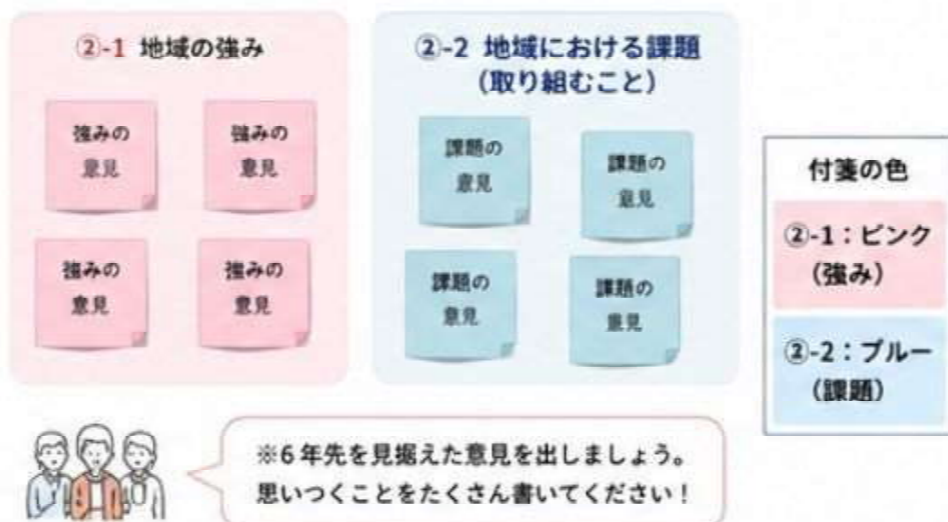 ②-1 地域の強み
強みの
意見
強みの
意見
強みの
意見
強みの
意見
②-2 地域における課題
(取り組むこと)
課題の
意見
課題の
意見
課題の
意見
課題の
意見
付箋の色
②-1：ピンク
(強み)
②-2：ブルー
(課題)
※6年先を見据えた意見を出しましょう。
思いつくことをたくさん書いてください！